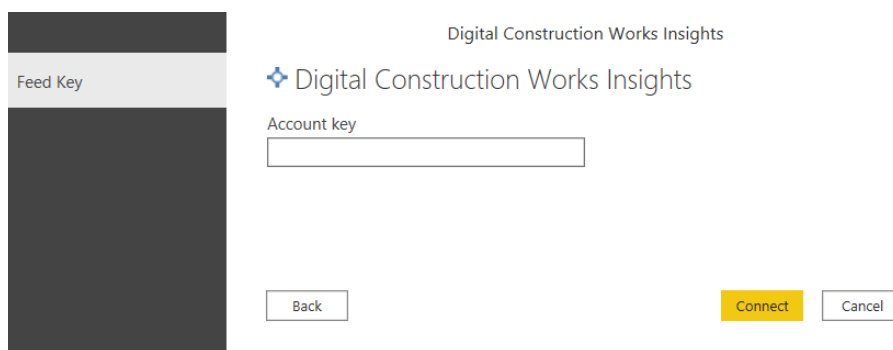 Digital Construction Works Insights
Feed Key
Digital Construction Works Insights
Account key
Back
Connect
Cancel